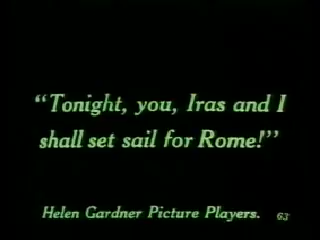 "Tonight, you, Iras and I
shall set sail for Rome!"
Helen Gardner Picture Players. 63